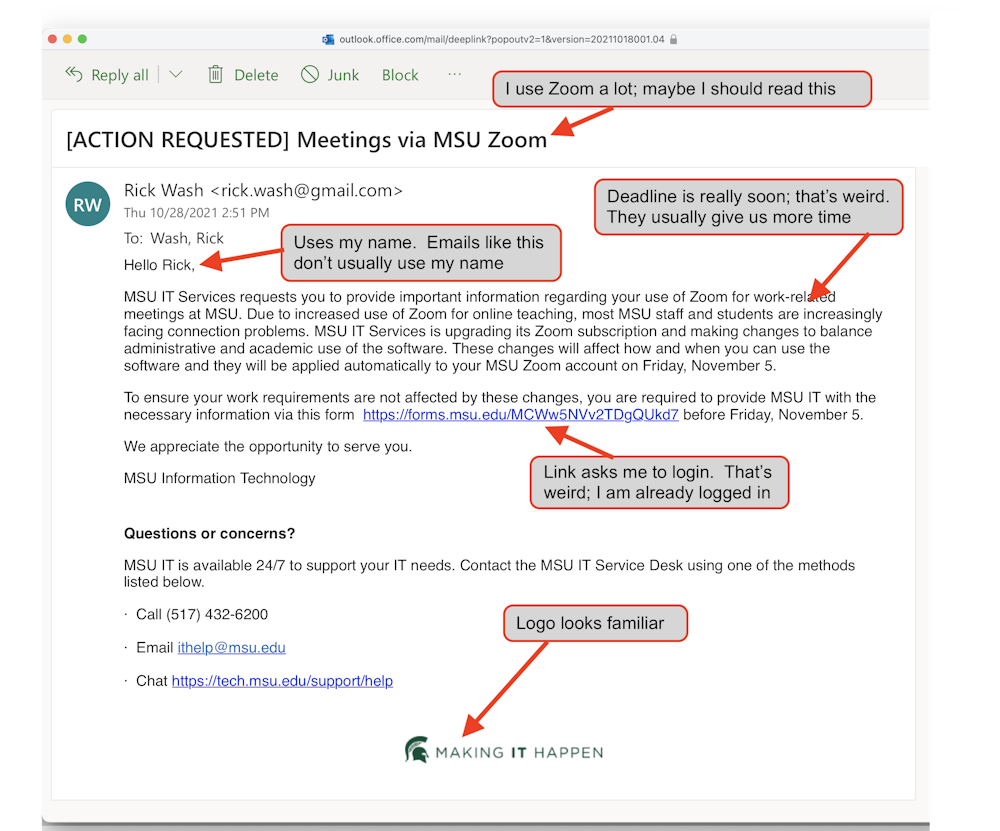 outlook.office.com/mail/deeplink?popoutv2=1&version=20211018001.04
Reply all Delete Junk Block ...
I use Zoom a lot; maybe I should read this
[ACTION REQUESTED] Meetings via MSU Zoom
RW
Rick Wash <rick.wash@gmail.com>
Thu 10/28/2021 2:51 PM
To: Wash, Rick
Deadline is really soon; that's weird.
They usually give us more time
Hello Rick,
Uses my name. Emails like this
don't usually use my name
MSU IT Services requests you to provide important information regarding your use of Zoom for work-related
meetings at MSU. Due to increased use of Zoom for online teaching, most MSU staff and students are increasingly
facing connection problems. MSU IT Services is upgrading its Zoom subscription and making changes to balance
administrative and academic use of the software. These changes will affect how and when you can use the
software and they will be applied automatically to your MSU Zoom account on Friday, November 5.
To ensure your work requirements are not affected by these changes, you are required to provide MSU IT with the
necessary information via this form https://forms.msu.edu/MCWw5NVv2TDgQUkd7 before Friday, November 5.
We appreciate the opportunity to serve you.
MSU Information Technology
Link asks me to login. That's
weird; I am already logged in
Questions or concerns?
MSU IT is available 24/7 to support your IT needs. Contact the MSU IT Service Desk using one of the methods
listed below.
· Call (517) 432-6200
· Email ithelp@msu.edu
· Chat https://tech.msu.edu/support/help
Logo looks familiar
MAKING IT HAPPEN